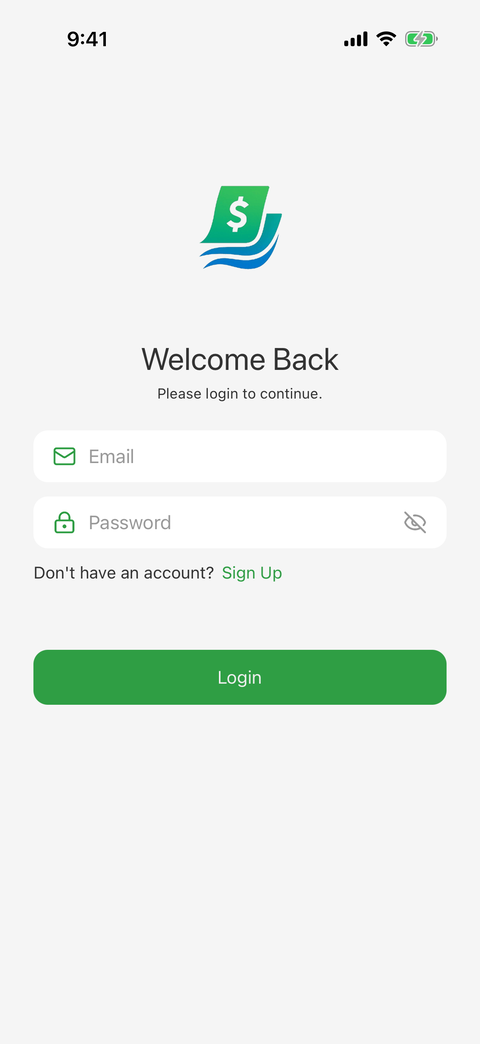 9:41
$
Welcome Back
Please login to continue.
Email
Password
Don't have an account? Sign Up
Login